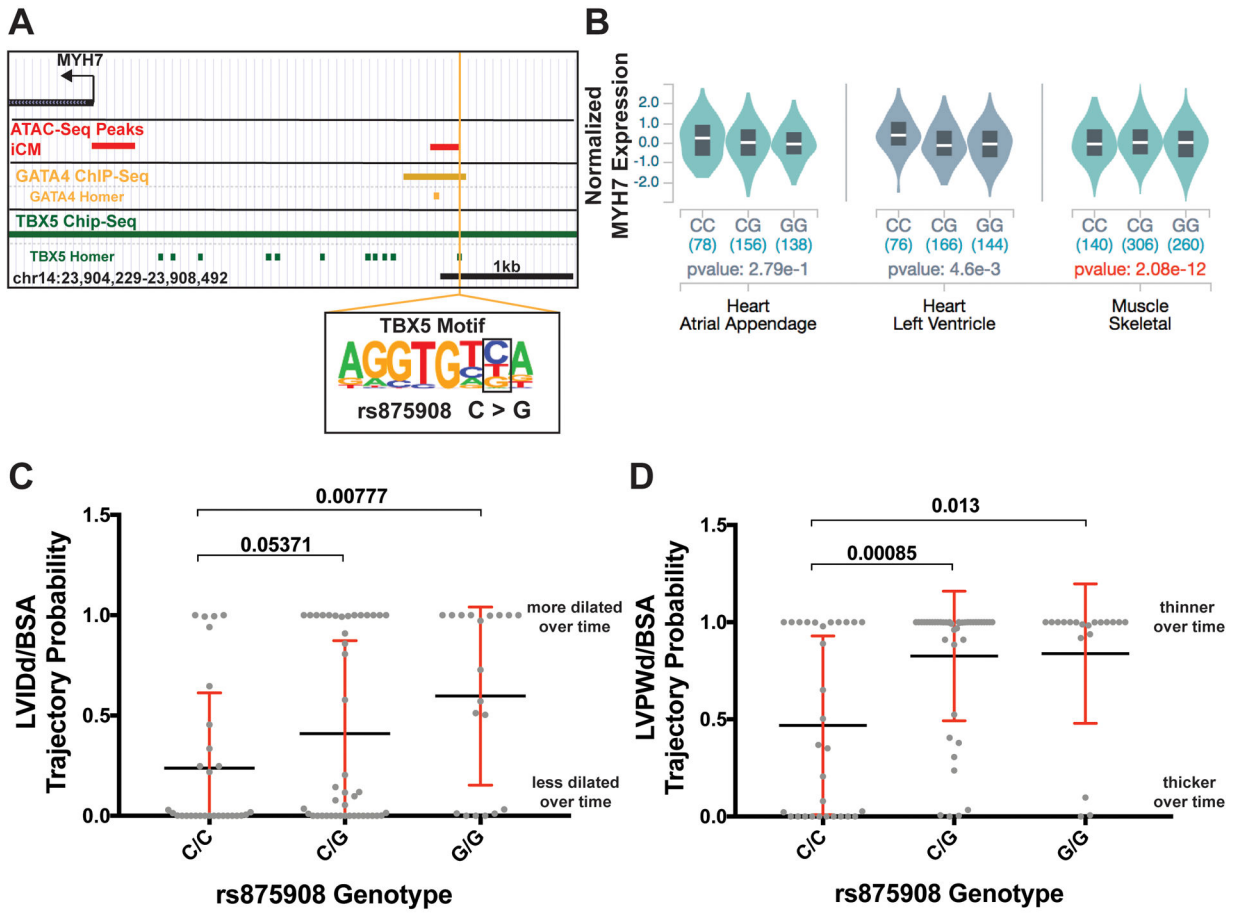 A
MYH7
ATAC-Seq Peaks
iCM
GATA4 ChIP-Seq
GATA4 Homer
TBX5 Chip-Seq
TBX5 Homer
1kb
chr14:23,904,229-23,908,492
TBX5 Motif
AGGTGTCA
rs875908 C > G
B
Normalized
MYH7 Expression
2.0
1.0
0.0
-1.0
-2.0
CC CG GG
(78) (156) (138)
pvalue: 2.79e-1
Heart
Atrial Appendage
CC CG GG
(76) (166) (144)
pvalue: 4.6e-3
Heart
Left Ventricle
CC CG GG
(140) (306) (260)
pvalue: 2.08e-12
Muscle
Skeletal
C
LVIDd/BSA
Trajectory Probability
1.5
1.0
0.5
0.0
0.00777
0.05371
more dilated
over time
less dilated
over time
C/C C/G G/G
rs875908 Genotype
D
LVPWd/BSA
Trajectory Probability
1.5
1.0
0.5
0.0
0.013
0.00085
thinner
over time
thicker
over time
C/C C/G G/G
rs875908 Genotype